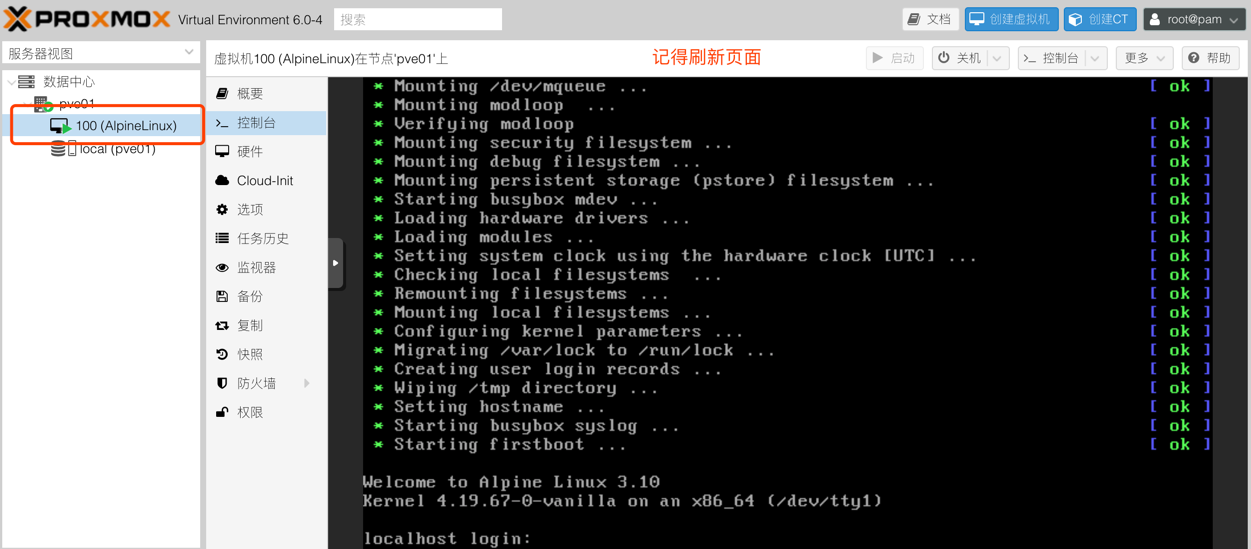 PROXMOX Virtual Environment 6.0-4 搜索 文档 创建虚拟机 创建CT root@pam
服务器视图
数据中心
pve01
100 (AlpineLinux)
local (pve01)
虚拟机100 (AlpineLinux)在节点'pve01'上 记得刷新页面 启动 关机 控制台 更多 帮助
概要
控制台
硬件
Cloud-Init
选项
任务历史
监视器
备份
复制
快照
防火墙
权限
* Mounting /dev/mqueue ... [ ok ]
* Mounting modloop ...
* Verifying modloop [ ok ]
* Mounting security filesystem ... [ ok ]
* Mounting debug filesystem ... [ ok ]
* Mounting persistent storage (pstore) filesystem ... [ ok ]
* Starting busybox mdev ... [ ok ]
* Loading hardware drivers ... [ ok ]
* Loading modules ... [ ok ]
* Setting system clock using the hardware clock [UTC] ... [ ok ]
* Checking local filesystems ... [ ok ]
* Remounting filesystems ... [ ok ]
* Mounting local filesystems ... [ ok ]
* Configuring kernel parameters ... [ ok ]
* Migrating /var/lock to /run/lock ... [ ok ]
* Creating user login records ... [ ok ]
* Wiping /tmp directory ... [ ok ]
* Setting hostname ... [ ok ]
* Starting busybox syslog ... [ ok ]
* Starting firstboot ... [ ok ]
Welcome to Alpine Linux 3.10
Kernel 4.19.67-0-vanilla on an x86_64 (/dev/tty1)
localhost login: